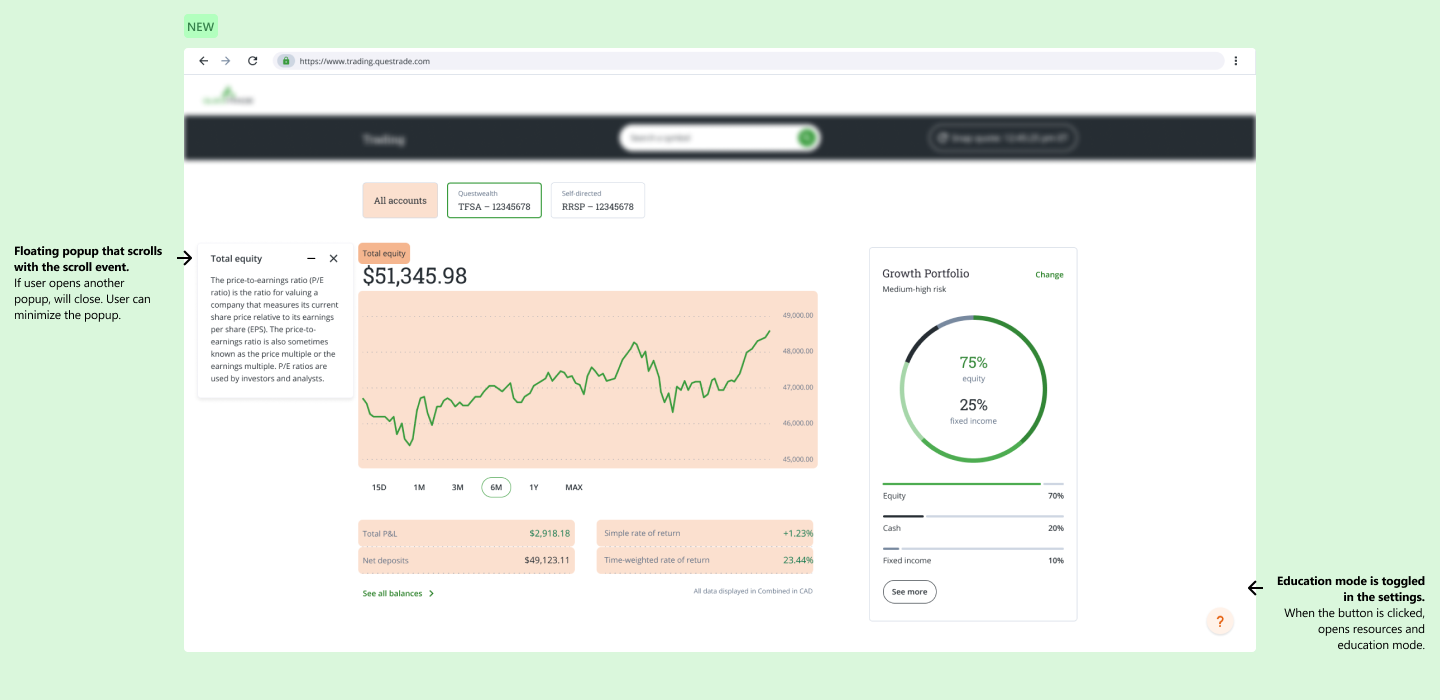 NEW
https://www.trading.questrade.com
Trading
Search a symbol
All accounts
Questwealth
TFSA – 12345678
Self-directed
RRSP – 12345678
Floating popup that scrolls
with the scroll event.
If user opens another
popup, will close. User can
minimize the popup.
Total equity
The price-to-earnings ratio (P/E
ratio) is the ratio for valuing a
company that measures its current
share price relative to its earnings
per share (EPS). The price-to-
earnings ratio is also sometimes
known as the price multiple or the
earnings multiple. P/E ratios are
used by investors and analysts.
Total equity
$51,345.98
49,000.00
48,000.00
47,000.00
46,000.00
45,000.00
15D 1M 3M 6M 1Y MAX
Total P&L $2,918.18
Net deposits $49,123.11
Simple rate of return +1.23%
Time-weighted rate of return 23.44%
See all balances
All data displayed in Combined in CAD
Growth Portfolio Change
Medium-high risk
75%
equity
25%
fixed income
Equity 70%
Cash 20%
Fixed income 10%
See more
?
Education mode is toggled
in the settings.
When the button is clicked,
opens resources and
education mode.